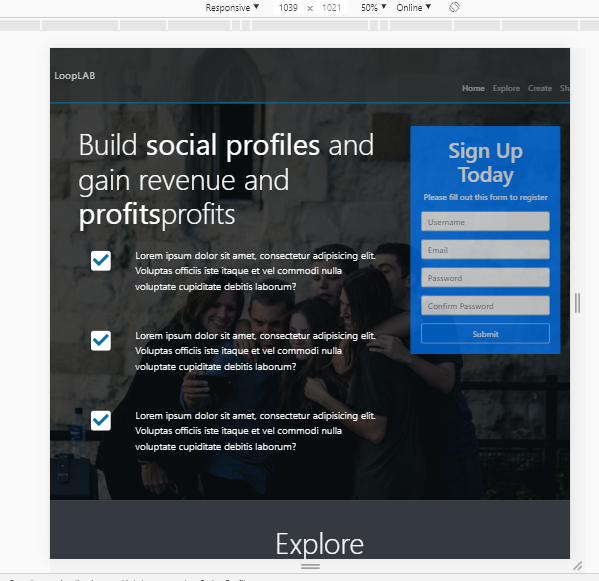 Responsive ▼ 1039 × 1021 50% ▼ Online ▼
LoopLAB
Home Explore Create Sh
Build social profiles and
gain revenue and
profitsprofits
Sign Up
Today
Please fill out this form to register
Username
Email
Password
Confirm Password
Submit
Lorem ipsum dolor sit amet, consectetur adipisicing elit.
Voluptas officiis iste itaque et vel commodi nulla
voluptate cupiditate debitis laborum?
Lorem ipsum dolor sit amet, consectetur adipisicing elit.
Voluptas officiis iste itaque et vel commodi nulla
voluptate cupiditate debitis laborum?
Lorem ipsum dolor sit amet, consectetur adipisicing elit.
Voluptas officiis iste itaque et vel commodi nulla
voluptate cupiditate debitis laborum?
Explore